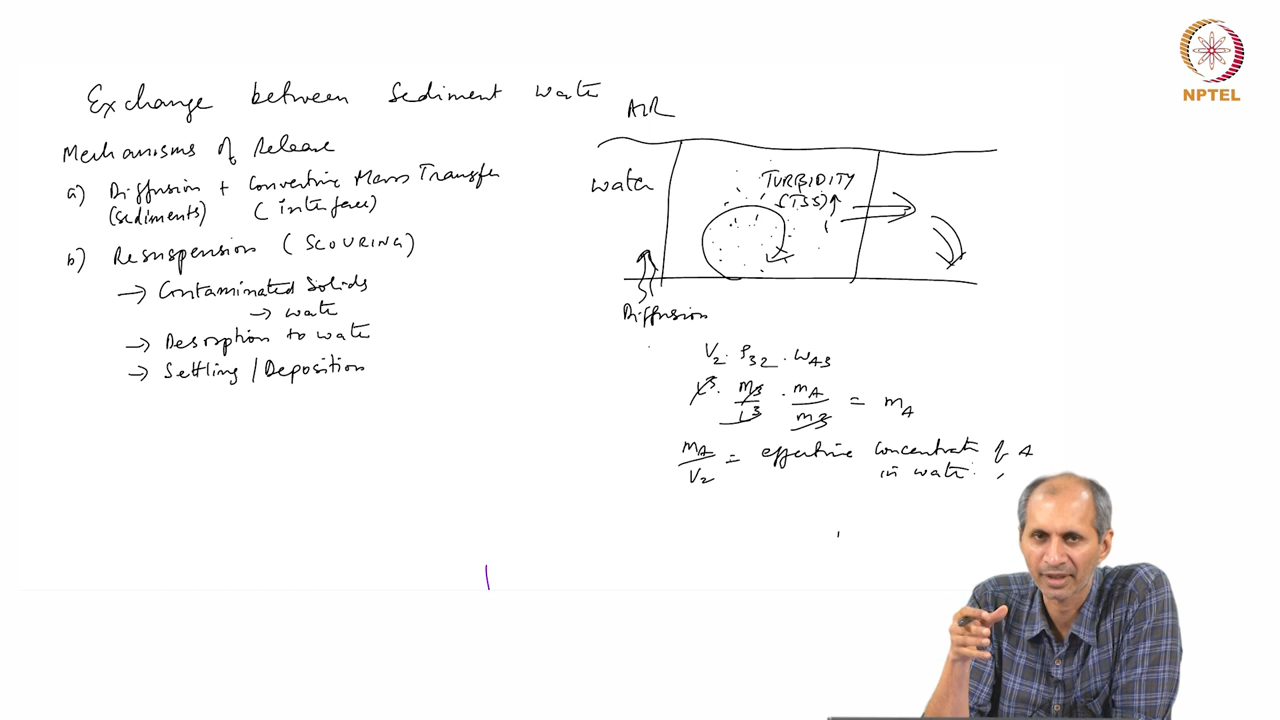 NPTEL
Exchange between Sediment water
Mechanisms of Release
a) Diffusion + Convective Mass Transfer
(sediments) (interface)
b) Resuspension (SCOURING)
→ Contaminated Solids
→ water
→ Desorption to water
→ Settling / Deposition
AIR
water
TURBIDITY
(TSS)↑
Diffusion
V2 . ρ32 . WA3
L3 . m3/L3 . mA/m3 = mA
mA/V2 = effective concentrat of A
in water